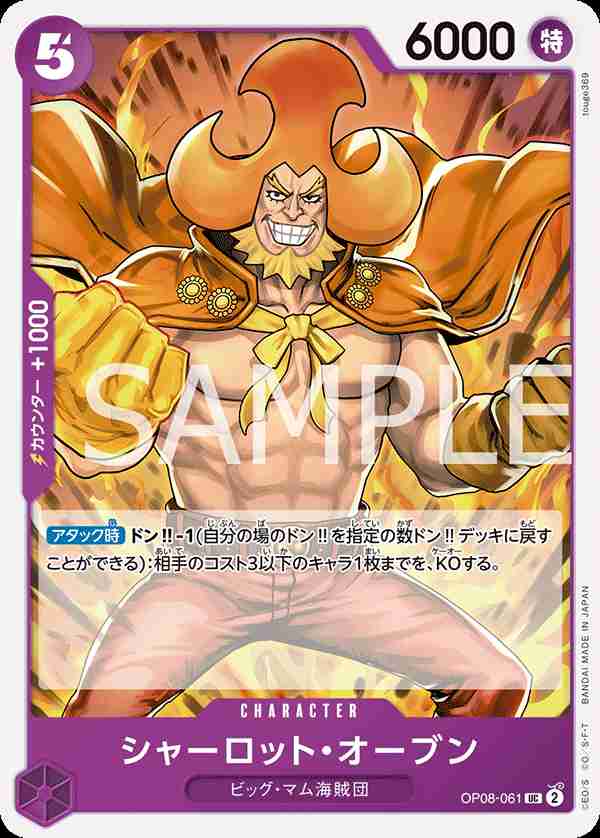 5
6000
特
touge369
カウンター +1000
SAMPLE
アタック時 ドン!!-1(自分の場のドン!!を指定の数ドン!!デッキに戻す
ことができる):相手のコスト3以下のキャラ1枚までを、KOする。
CHARACTER
シャーロット・オーブン
ビッグ・マム海賊団
OP08-061 UC 2
©E.O/S ©O/S・F・T BANDAI MADE IN JAPAN